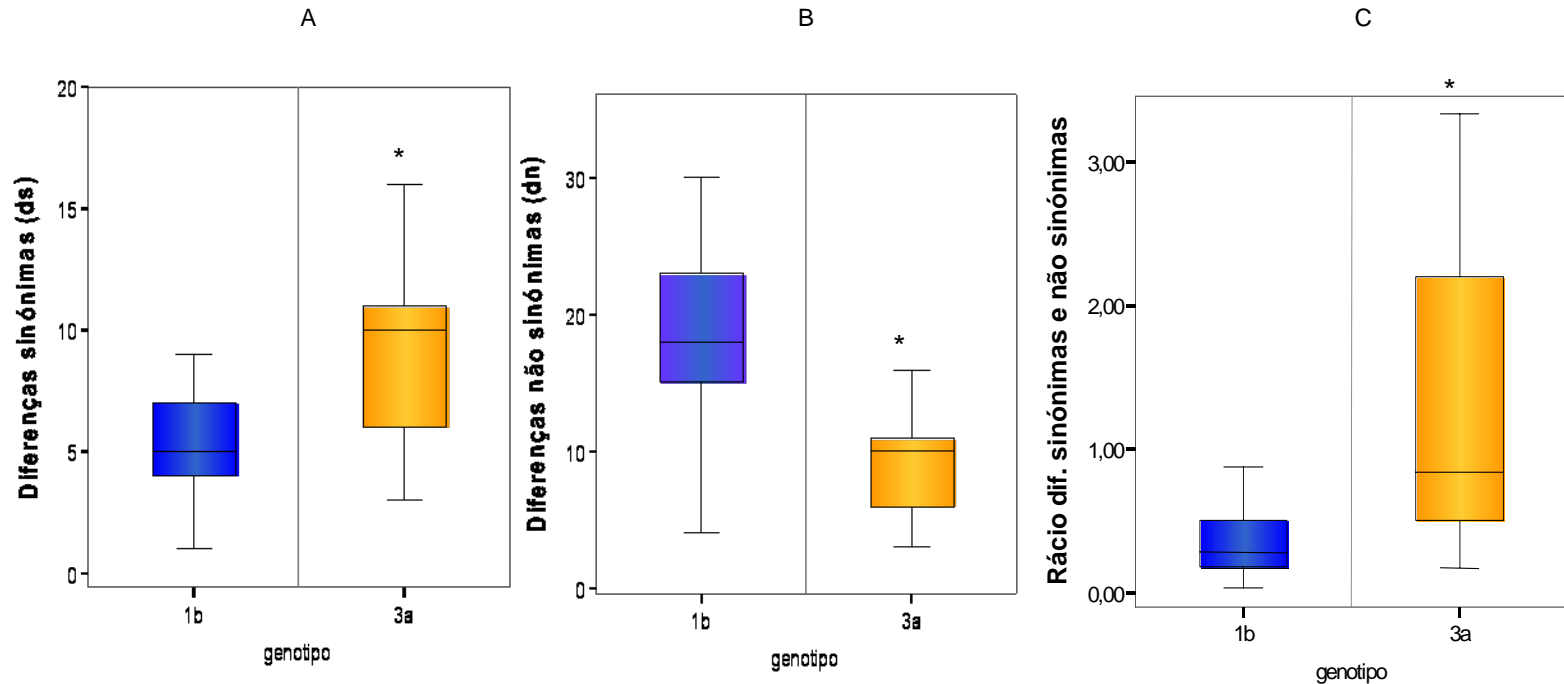 A
Diferenças sinónimas (ds)
20
15
10
5
0
*
1b
3a
genotipo
B
Diferenças não sinónimas (dn)
30
20
10
0
*
1b
3a
genotipo
C
Rácio dif. sinónimas e não sinónimas
3,00
2,00
1,00
0,00
*
1b
3a
genotipo